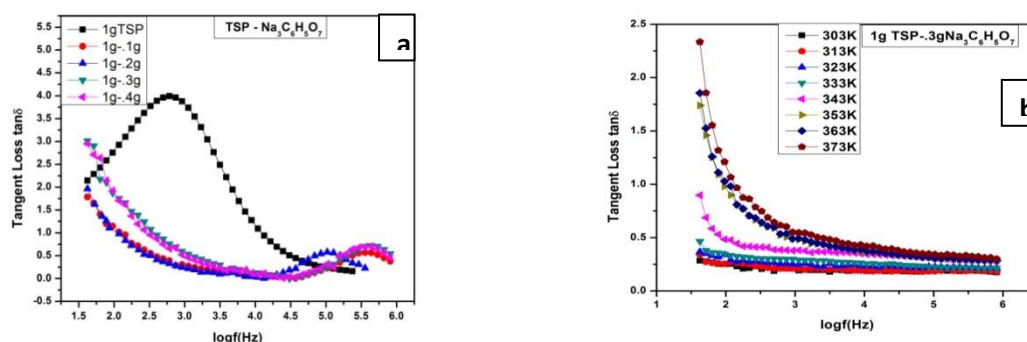 TSP - Na₃C₆H₅O₇
a
1gTSP
1g-.1g
1g-.2g
1g-.3g
1g-.4g
Tangent Loss tanδ
5.5
5.0
4.5
4.0
3.5
3.0
2.5
2.0
1.5
1.0
0.5
0.0
-0.5
1.0 1.5 2.0 2.5 3.0 3.5 4.0 4.5 5.0 5.5 6.0
logf(Hz)
1g TSP-.3gNa₃C₆H₅O₇
b
303K
313K
323K
333K
343K
353K
363K
373K
Tangent Loss tanδ
2.5
2.0
1.5
1.0
0.5
0.0
1 2 3 4 5 6
logf(Hz)